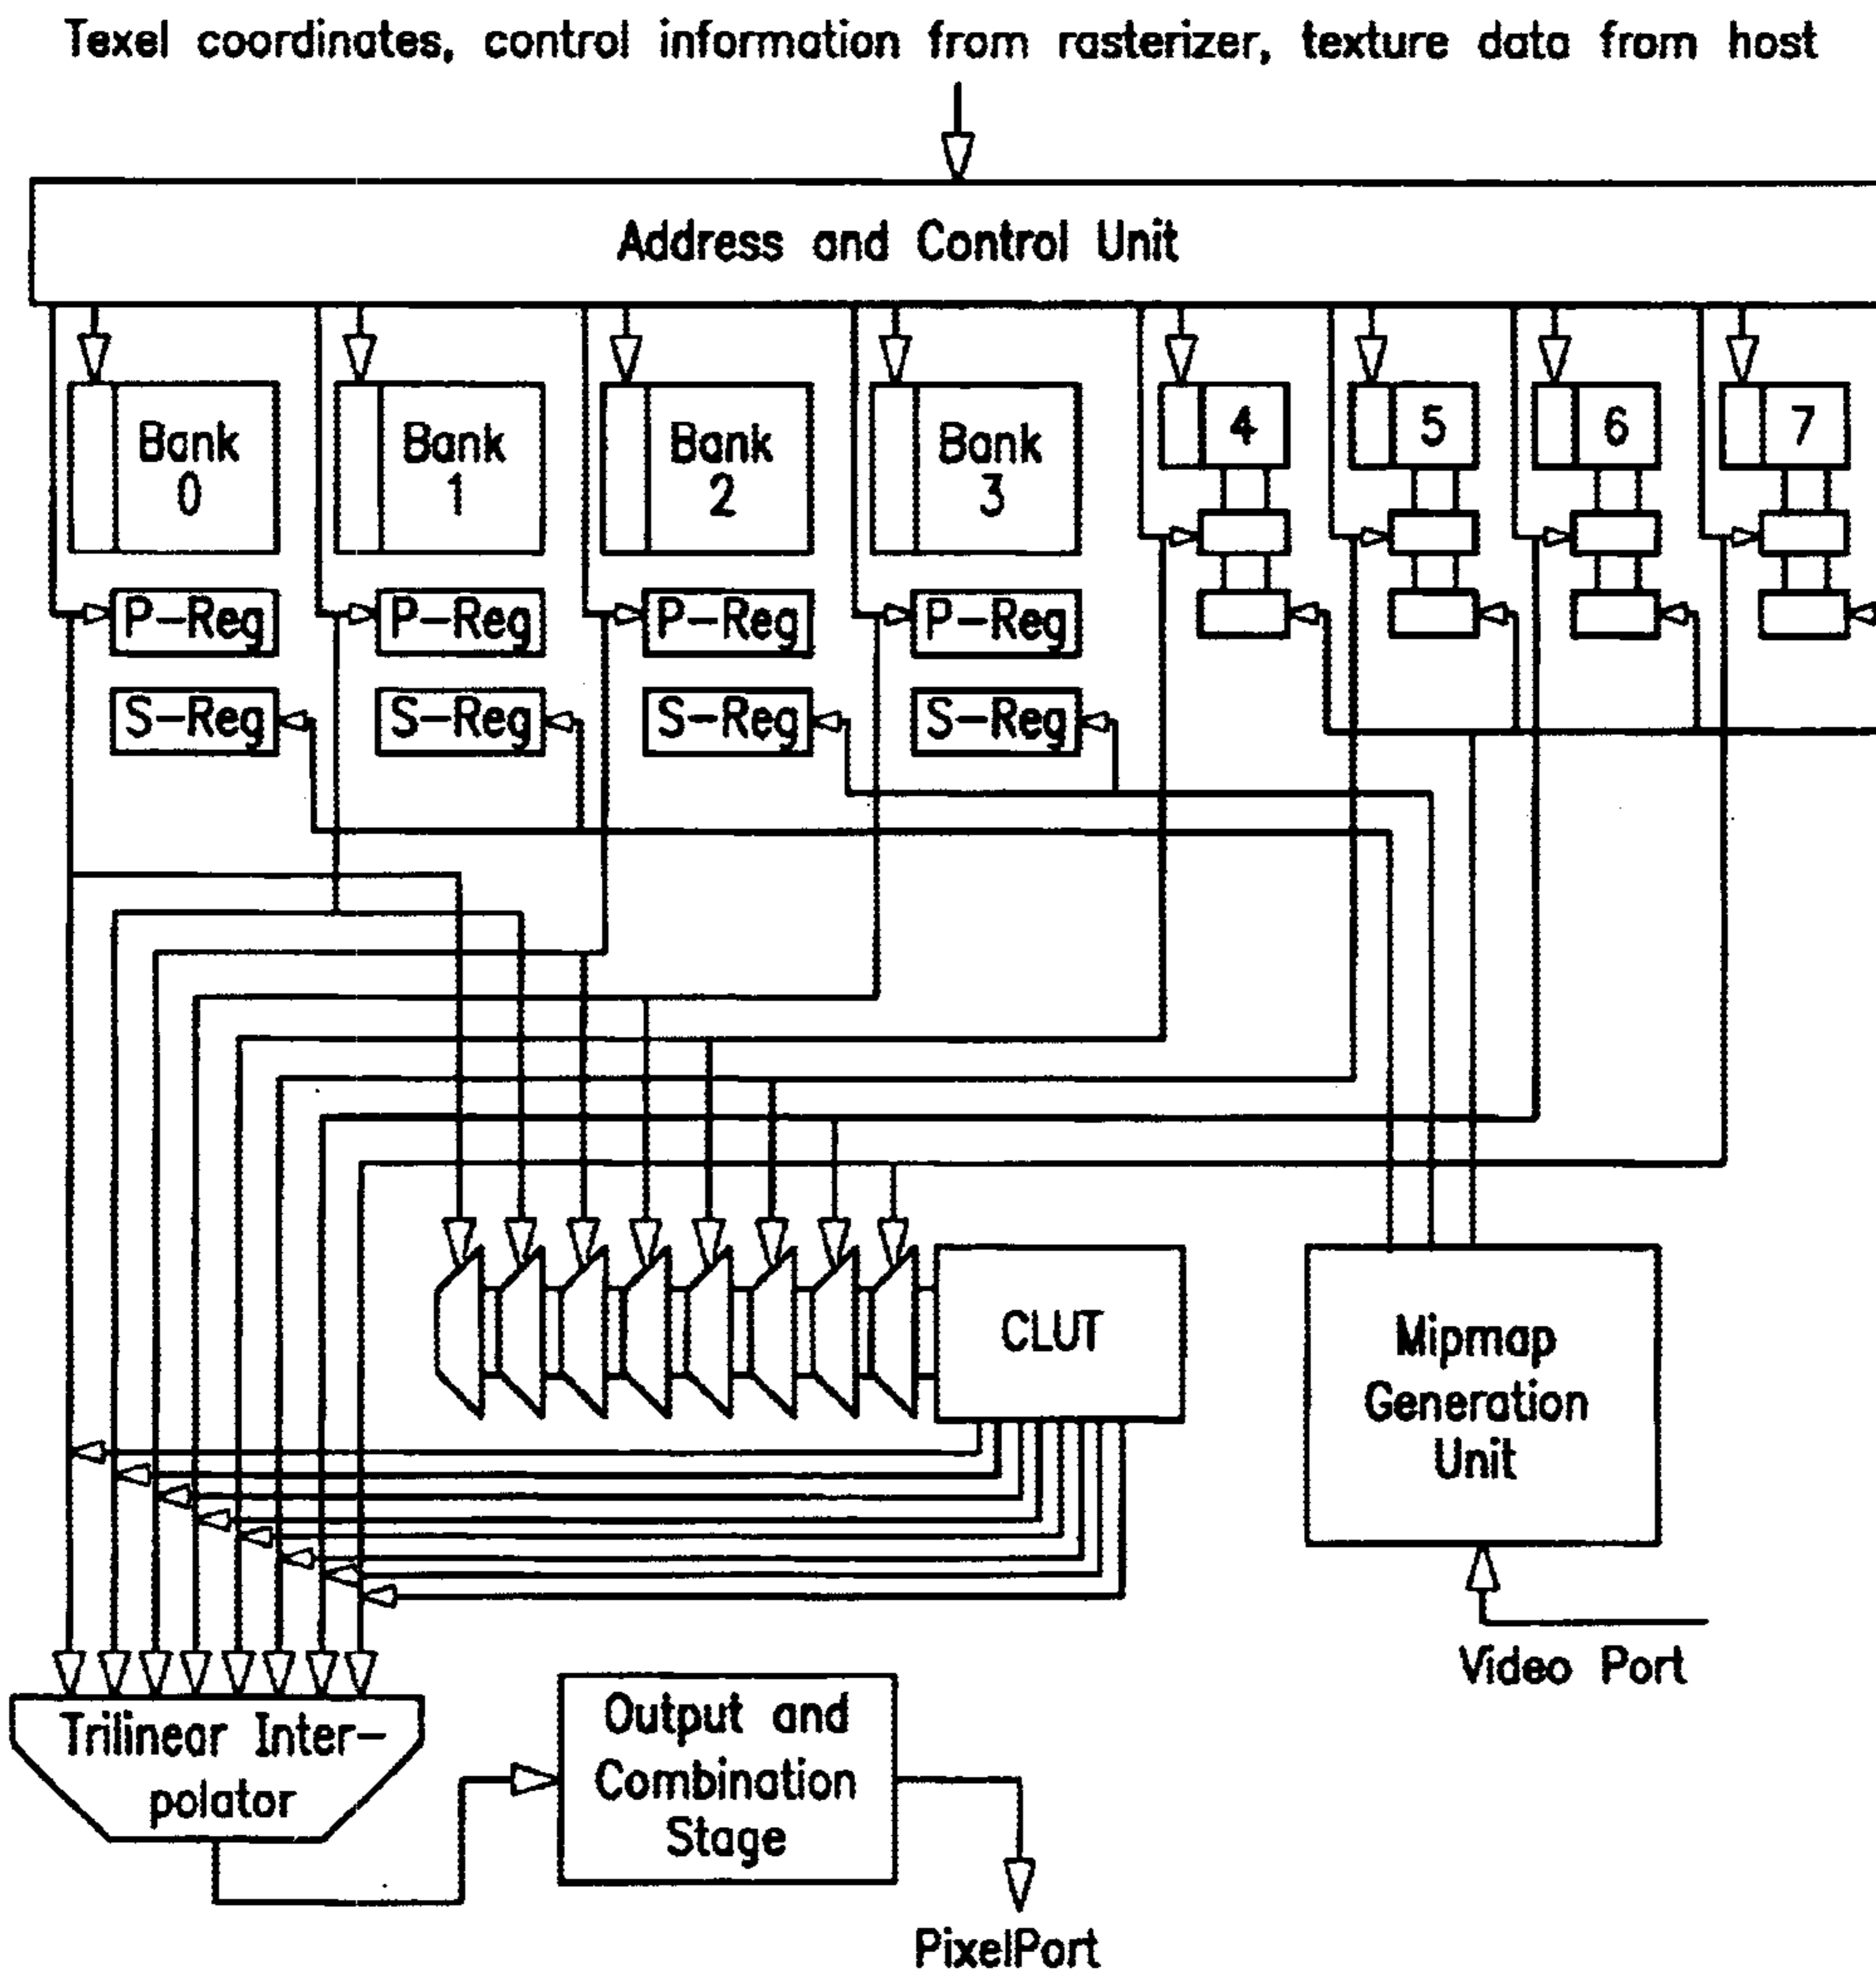 Texel coordinates, control information from rasterizer, texture data from host
Address and Control Unit
Bank
0
Bank
1
Bank
2
Bank
3
4
5
6
7
P-Reg
P-Reg
P-Reg
P-Reg
S-Reg
S-Reg
S-Reg
S-Reg
CLUT
Mipmap
Generation
Unit
Video Port
Trilinear Inter-
polator
Output and
Combination
Stage
PixelPort